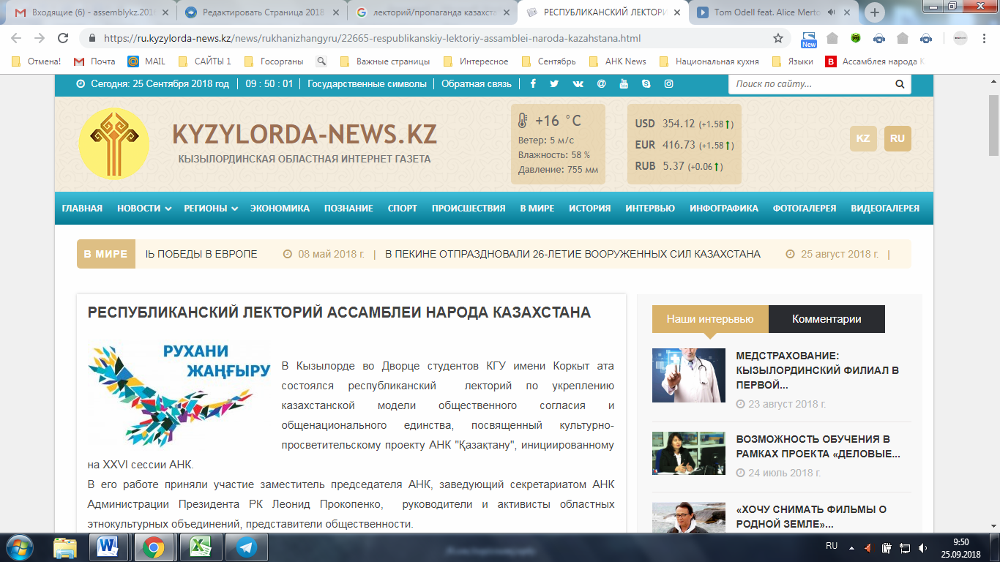 Входящие (6) - assemblykz.201
Редактировать Страница 2018
лекторий/пропаганда казахста
РЕСПУБЛИКАНСКИЙ ЛЕКТОРИ
Tom Odell feat. Alice Merto
https://ru.kyzylorda-news.kz/news/rukhanizhangyru/22665-respublikanskiy-lektoriy-assamblei-naroda-kazahstana.html
New
Отмена!
Почта
MAIL
САЙТЫ 1
Госорганы
Важные страницы
Интересное
Сентябрь
АНК News
Национальная кухня
Языки
B Ассамблея народа К
Сегодня: 25 Сентября 2018 год | 09 : 50 : 01 | Государственные символы | Обратная связь |
Поиск по сайту...
KYZYLORDA-NEWS.KZ
КЫЗЫЛОРДИНСКАЯ ОБЛАСТНАЯ ИНТЕРНЕТ ГАЗЕТА
+16 °C
Ветер: 5 м/с
Влажность: 58 %
Давление: 755 мм
USD 354.12 (+1.58↑)
EUR 416.73 (+1.58↑)
RUB 5.37 (+0.06↑)
KZ RU
ГЛАВНАЯ НОВОСТИ РЕГИОНЫ ЭКОНОМИКА ПОЗНАНИЕ СПОРТ ПРОИСШЕСТВИЯ В МИРЕ ИСТОРИЯ ИНТЕРВЬЮ ИНФОГРАФИКА ФОТОГАЛЕРЕЯ ВИДЕОГАЛЕРЕЯ
В МИРЕ
Ь ПОБЕДЫ В ЕВРОПЕ 08 май 2018 г. | В ПЕКИНЕ ОТПРАЗДНОВАЛИ 26-ЛЕТИЕ ВООРУЖЕННЫХ СИЛ КАЗАХСТАНА 25 август 2018 г. |
РЕСПУБЛИКАНСКИЙ ЛЕКТОРИЙ АССАМБЛЕИ НАРОДА КАЗАХСТАНА
РУХАНИ
ЖАҢҒЫРУ
В Кызылорде во Дворце студентов КГУ имени Коркыт ата
состоялся республиканский лекторий по укреплению
казахстанской модели общественного согласия и
общенационального единства, посвященный культурно-
просветительскому проекту АНК "Қазақтану", инициированному
на XXVI сессии АНК.
В его работе приняли участие заместитель председателя АНК, заведующий секретариатом АНК
Администрации Президента РК Леонид Прокопенко, руководители и активисты областных
этнокультурных объединений, представители общественности.
Наши интервью
Комментарии
МЕДСТРАХОВАНИЕ:
КЫЗЫЛОРДИНСКИЙ ФИЛИАЛ В
ПЕРВОЙ...
23 август 2018 г.
ВОЗМОЖНОСТЬ ОБУЧЕНИЯ В
РАМКАХ ПРОЕКТА «ДЕЛОВЫЕ...
24 июль 2018 г.
«ХОЧУ СНИМАТЬ ФИЛЬМЫ О
РОДНОЙ ЗЕМЛЕ»...
RU
9:50
25.09.2018